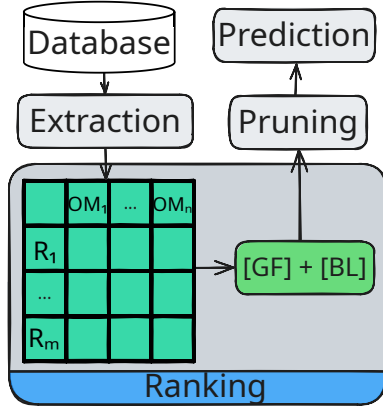 Database
Prediction
Extraction
Pruning
OM₁ ... OMₙ
R₁
...
Rₘ
[GF] + [BL]
Ranking